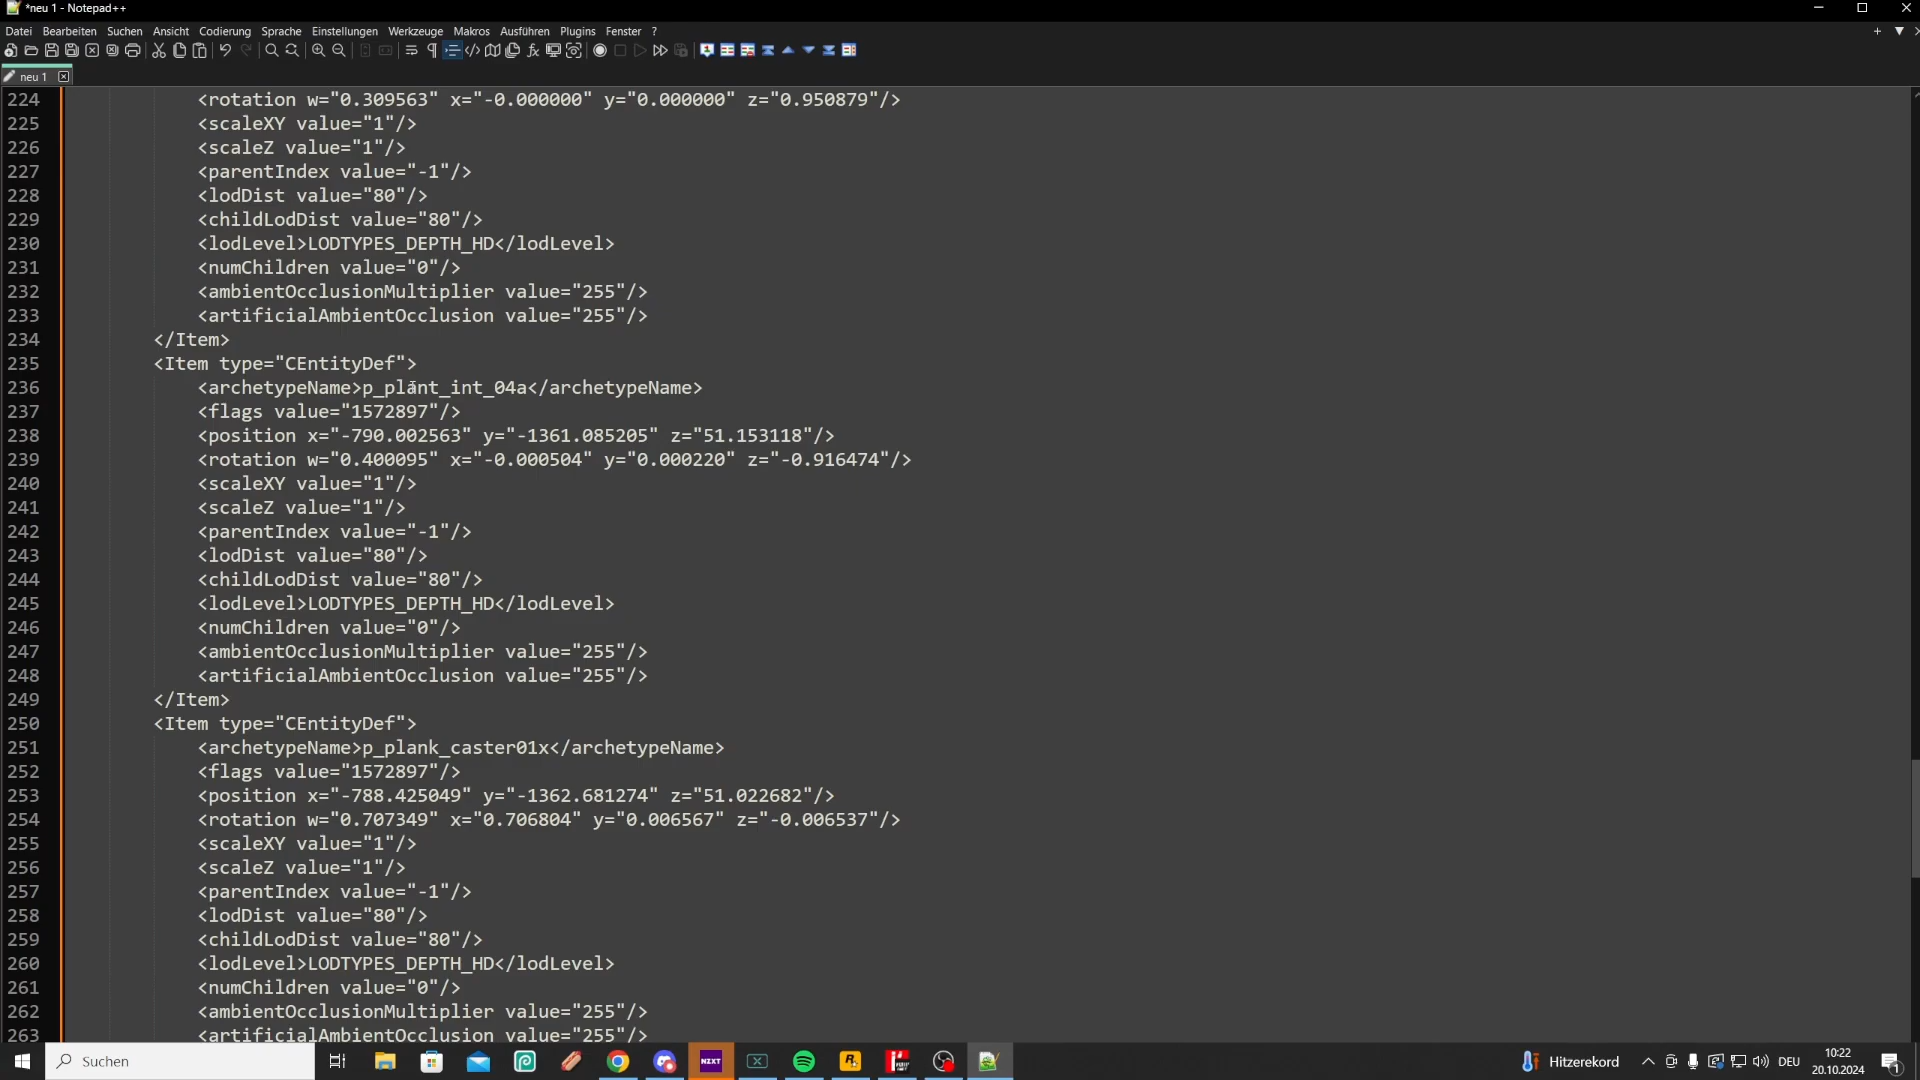 *neu 1 - Notepad++
Datei Bearbeiten Suchen Ansicht Codierung Sprache Einstellungen Werkzeuge Makros Ausführen Plugins Fenster ?
neu 1
224 <rotation w="0.309563" x="-0.000000" y="0.000000" z="0.950879"/>
225 <scaleXY value="1"/>
226 <scaleZ value="1"/>
227 <parentIndex value="-1"/>
228 <lodDist value="80"/>
229 <childLodDist value="80"/>
230 <lodLevel>LODTYPES_DEPTH_HD</lodLevel>
231 <numChildren value="0"/>
232 <ambientOcclusionMultiplier value="255"/>
233 <artificialAmbientOcclusion value="255"/>
234 </Item>
235 <Item type="CEntityDef">
236 <archetypeName>p_plant_int_04a</archetypeName>
237 <flags value="1572897"/>
238 <position x="-790.002563" y="-1361.085205" z="51.153118"/>
239 <rotation w="0.400095" x="-0.000504" y="0.000220" z="-0.916474"/>
240 <scaleXY value="1"/>
241 <scaleZ value="1"/>
242 <parentIndex value="-1"/>
243 <lodDist value="80"/>
244 <childLodDist value="80"/>
245 <lodLevel>LODTYPES_DEPTH_HD</lodLevel>
246 <numChildren value="0"/>
247 <ambientOcclusionMultiplier value="255"/>
248 <artificialAmbientOcclusion value="255"/>
249 </Item>
250 <Item type="CEntityDef">
251 <archetypeName>p_plank_caster01x</archetypeName>
252 <flags value="1572897"/>
253 <position x="-788.425049" y="-1362.681274" z="51.022682"/>
254 <rotation w="0.707349" x="0.706804" y="0.006567" z="-0.006537"/>
255 <scaleXY value="1"/>
256 <scaleZ value="1"/>
257 <parentIndex value="-1"/>
258 <lodDist value="80"/>
259 <childLodDist value="80"/>
260 <lodLevel>LODTYPES_DEPTH_HD</lodLevel>
261 <numChildren value="0"/>
262 <ambientOcclusionMultiplier value="255"/>
263 <artificialAmbientOcclusion value="255"/>
Suchen
NZXT
Hitzerekord
DEU
10:22
20.10.2024
1